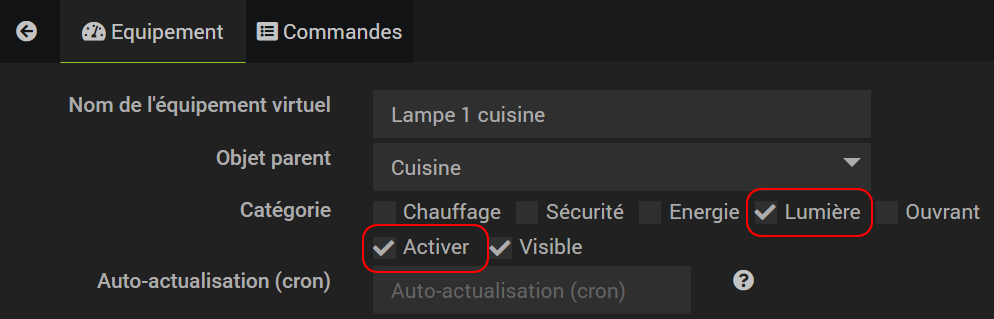 Equipement Commandes
Nom de l'équipement virtuel Lampe 1 cuisine
Objet parent Cuisine
Catégorie Chauffage Sécurité Energie Lumière Ouvrant
Activer Visible
Auto-actualisation (cron) Auto-actualisation (cron) ?